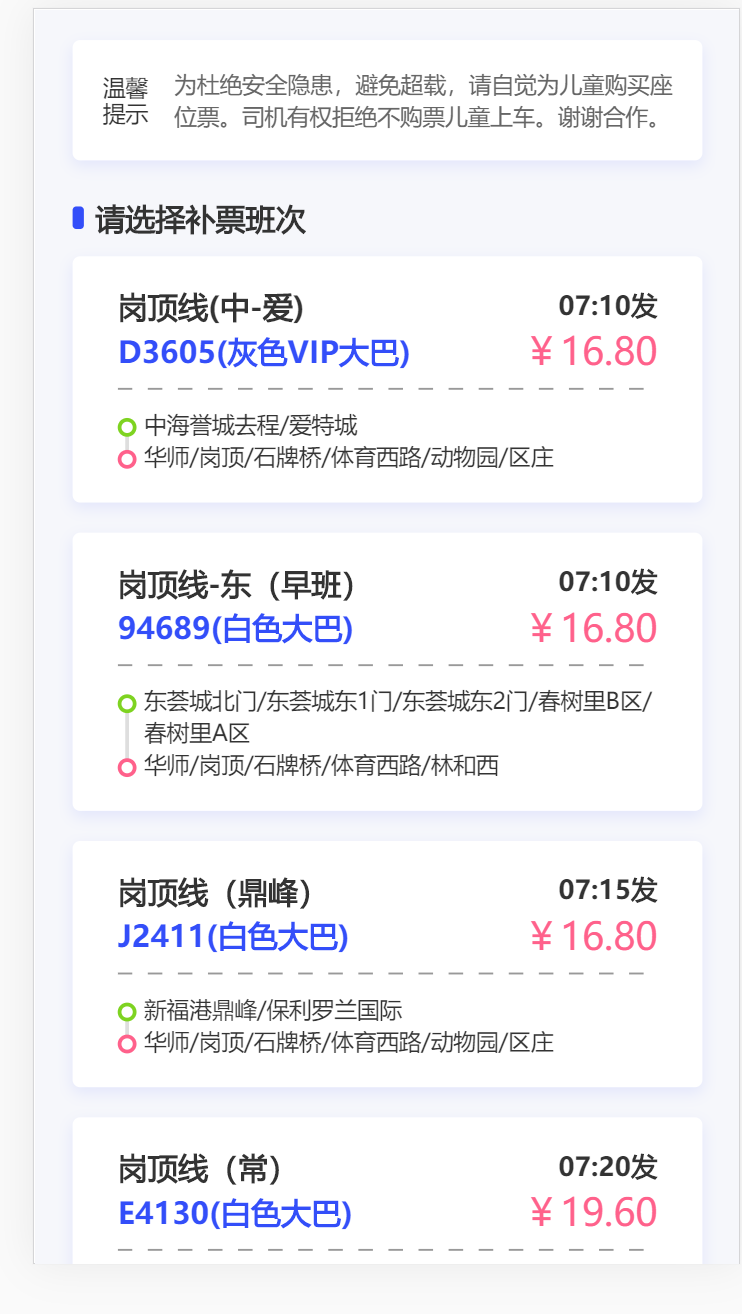 温馨
提示
为杜绝安全隐患，避免超载，请自觉为儿童购买座
位票。司机有权拒绝不购票儿童上车。谢谢合作。
请选择补票班次
岗顶线(中-爱)
07:10发
D3605(灰色VIP大巴)
￥16.80
中海誉城去程/爱特城
华师/岗顶/石牌桥/体育西路/动物园/区庄
岗顶线-东（早班）
07:10发
94689(白色大巴)
￥16.80
东荟城北门/东荟城东1门/东荟城东2门/春树里B区/
春树里A区
华师/岗顶/石牌桥/体育西路/林和西
岗顶线（鼎峰）
07:15发
J2411(白色大巴)
￥16.80
新福港鼎峰/保利罗兰国际
华师/岗顶/石牌桥/体育西路/动物园/区庄
岗顶线（常）
07:20发
E4130(白色大巴)
￥19.60